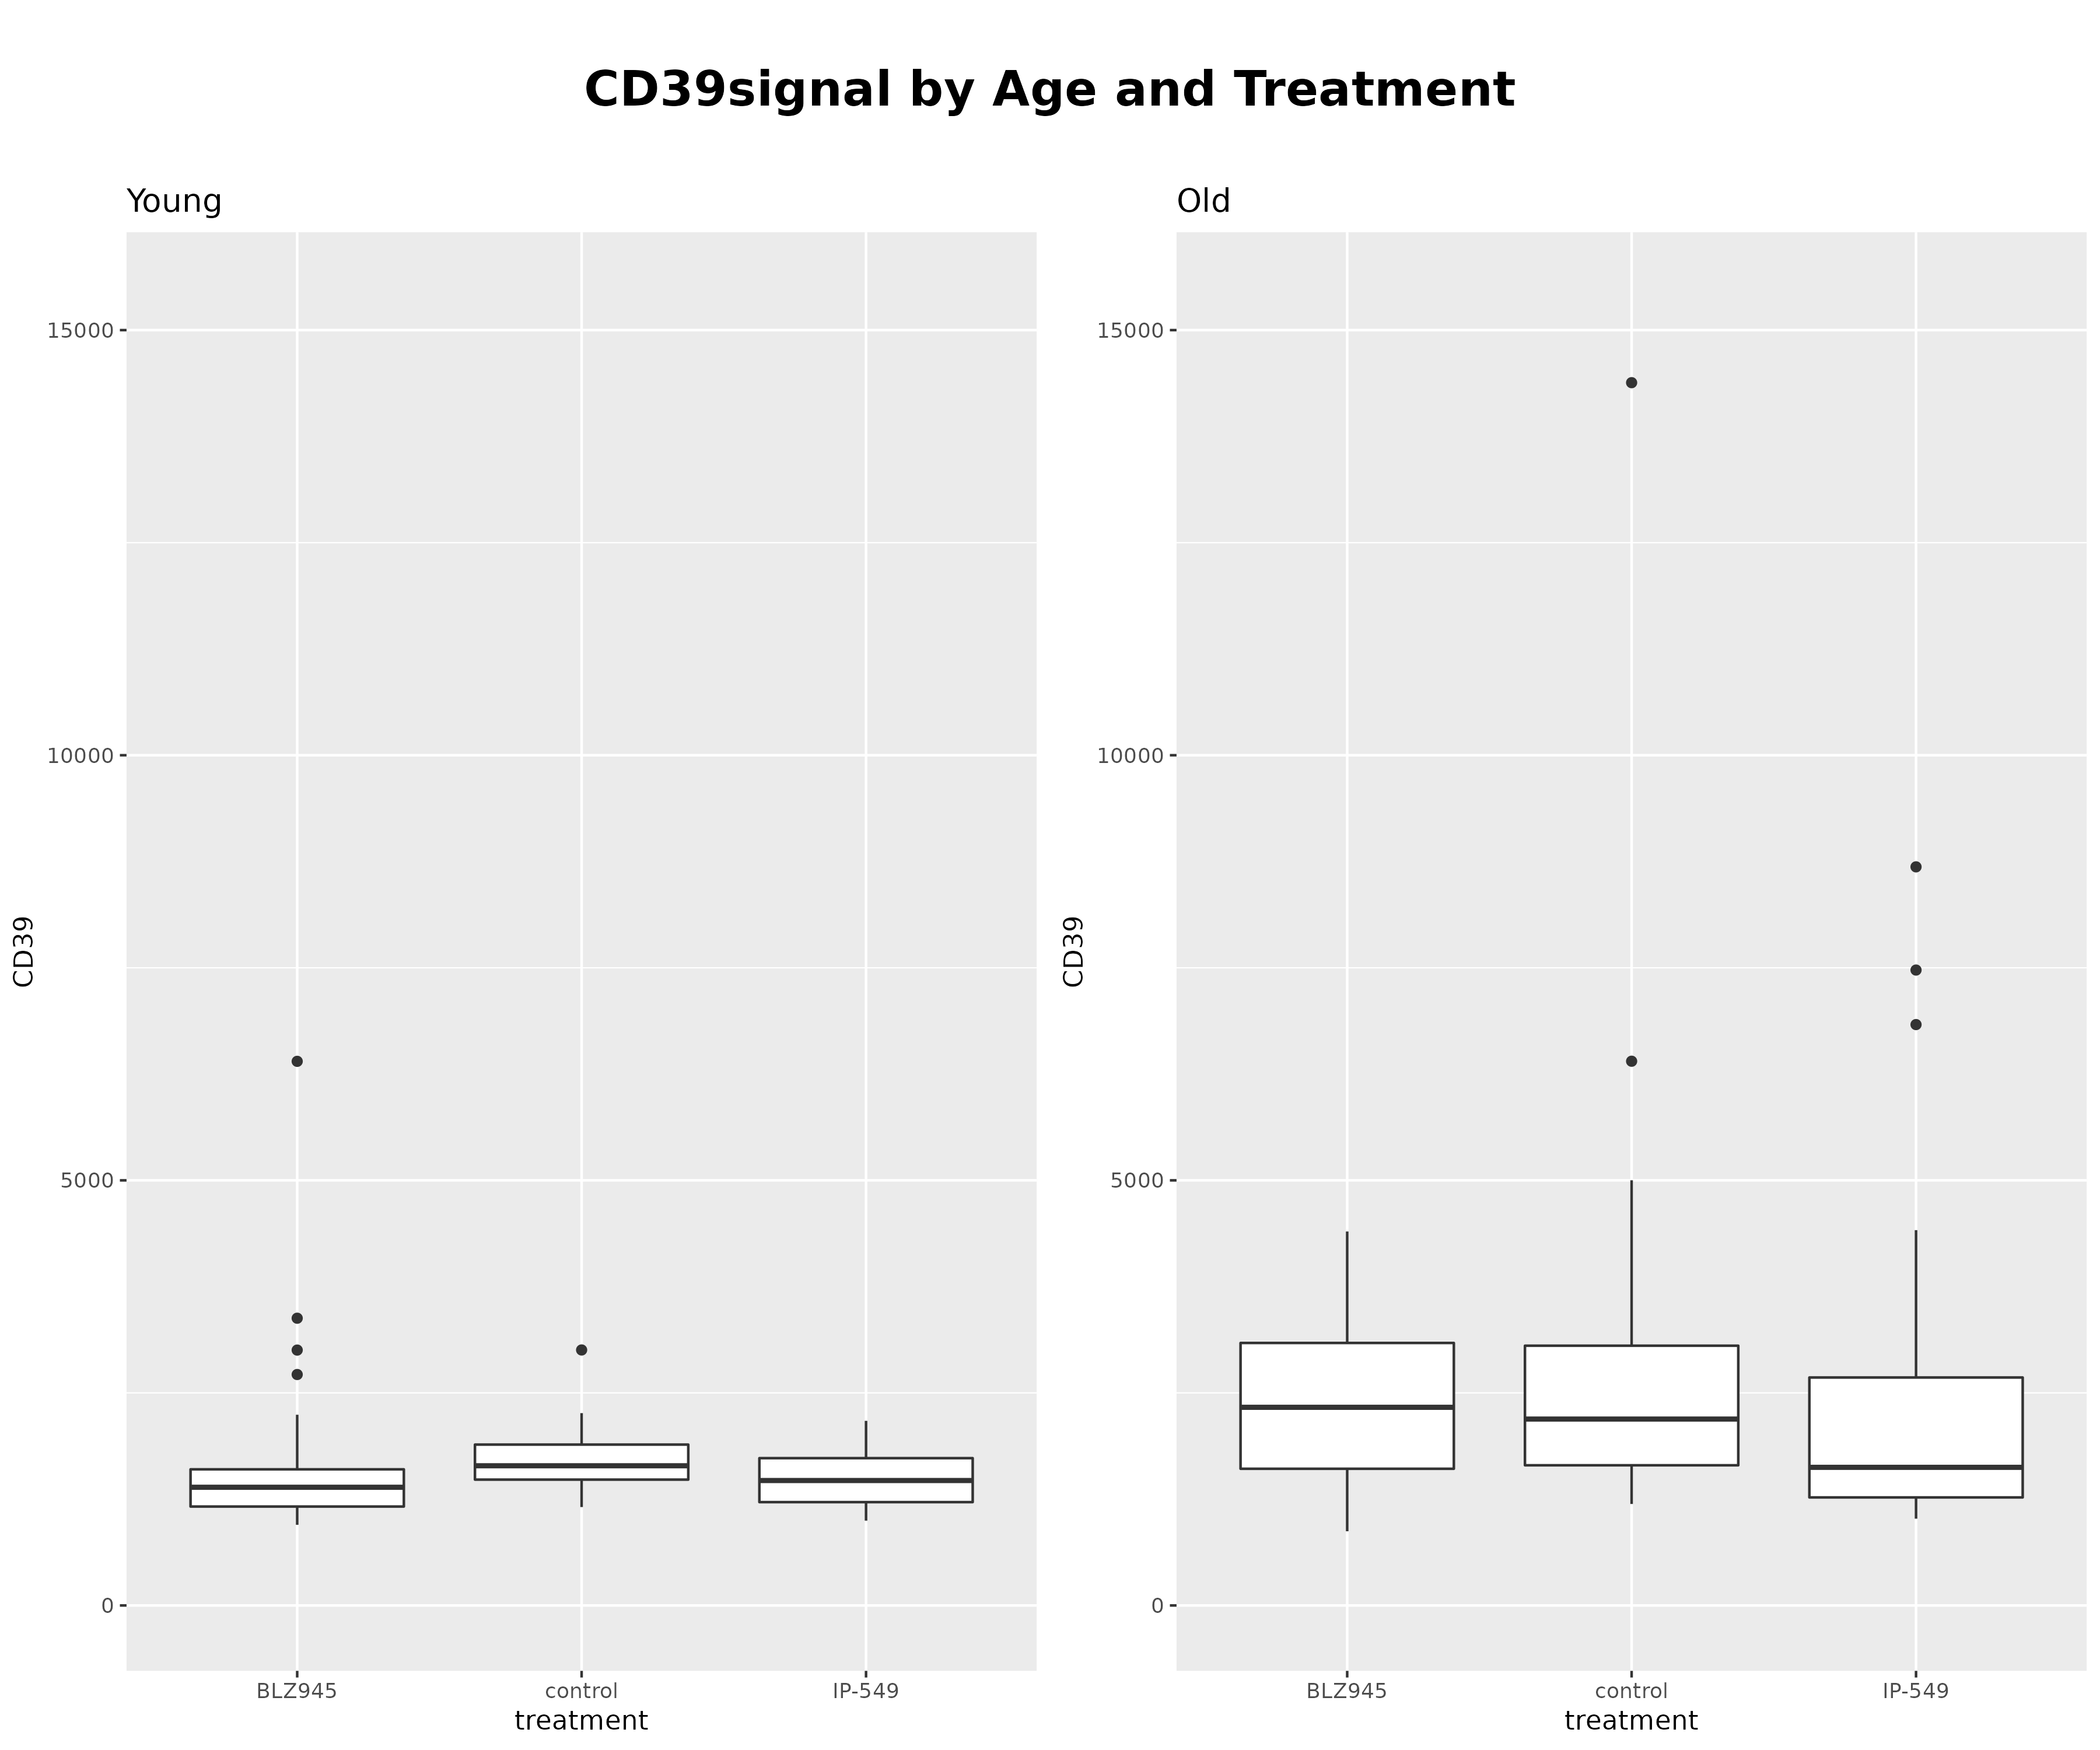 CD39signal by Age and Treatment
Young
15000
10000
5000
0
CD39
BLZ945
control
IP-549
treatment
Old
15000
10000
5000
0
CD39
BLZ945
control
IP-549
treatment